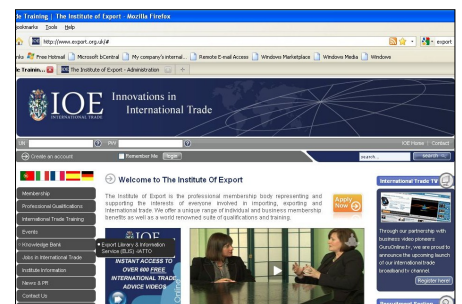 de Training | The Institute of Export - Mozilla Firefox
ookmarks Tools Help
http://www.export.org.uk/#
export
Free Hotmail Microsoft bCentral My company's internal... Remote E-mail Access Windows Marketplace Windows Media Windows
de Trainin... The Institute of Export - Administration
IOE
INTERNATIONAL TRADE
Innovations in
International Trade
UN
PW
IOE Home | Contact
Create an account
Remember Me
login
search...
search
Welcome to The Institute Of Export
The Institute of Export is the professional membership body representing and
supporting the interests of everyone involved in importing, exporting and
international trade. We offer a unique range of individual and business membership
benefits as well as a world renowned suite of qualifications and training.
Apply
Now
Membership
Professional Qualifications
International Trade Training
Events
Knowledge Bank
Jobs in International Trade
Institute Information
News & PR
Contact Us
Export Library & Information
Service (ELIS) -IATTO
INSTANT ACCESS TO
OVER 600 FREE
INTERNATIONAL TRADE
ADVICE VIDEOS
International Trade TV
Through our partnership with
business video pioneers
GuruOnline.tv, we are proud to
announce the upcoming launch
of our international trade
broadband tv channel.
Register here!